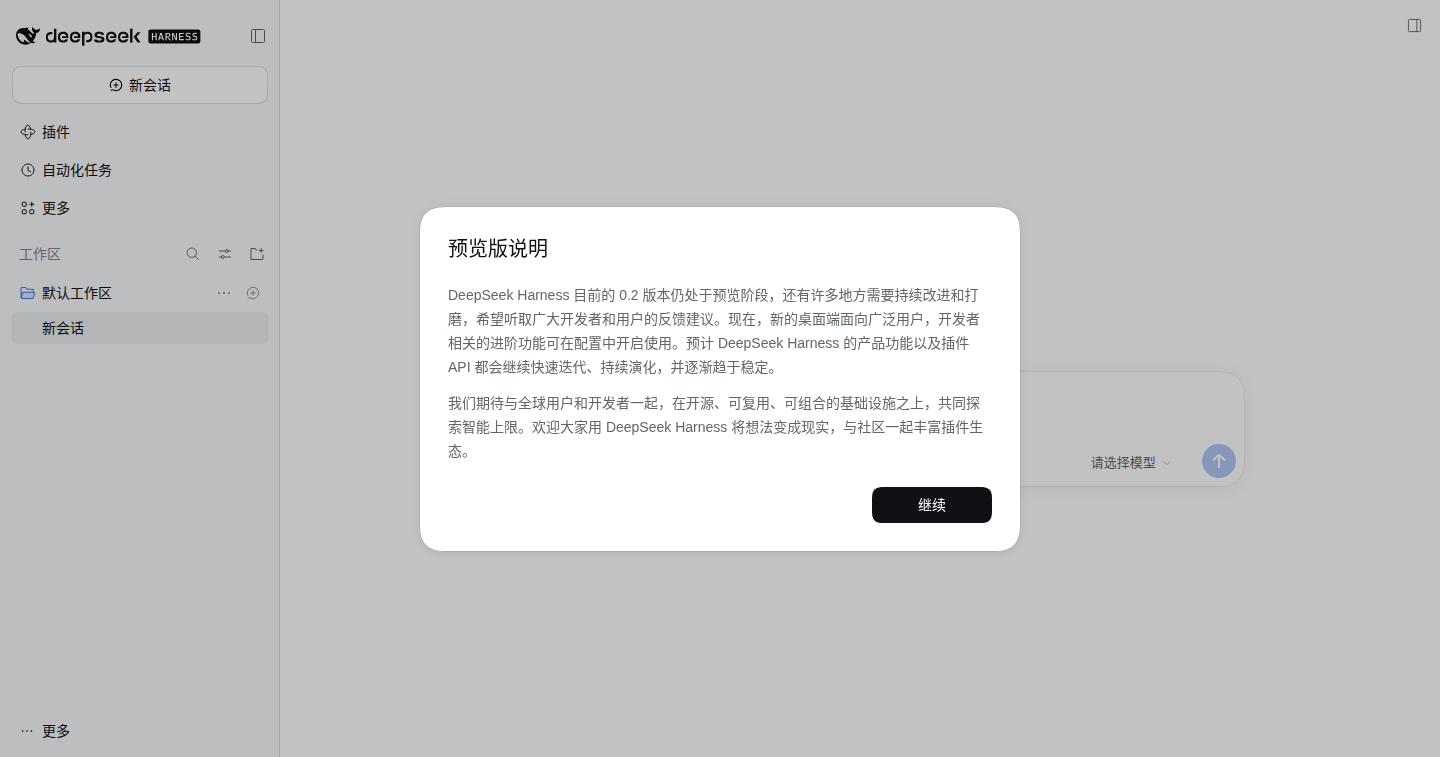 deepseek HARNESS
新会话
插件
自动化任务
更多
工作区
默认工作区
新会话
更多
预览版说明
DeepSeek Harness 目前的 0.2 版本仍处于预览阶段，还有许多地方需要持续改进和打
磨，希望听取广大开发者和用户的反馈建议。现在，新的桌面端面向广泛用户，开发者
相关的进阶功能可在配置中开启使用。预计 DeepSeek Harness 的产品功能以及插件
API 都会继续快速迭代、持续演化，并逐渐趋于稳定。
我们期待与全球用户和开发者一起，在开源、可复用、可组合的基础设施之上，共同探
索智能上限。欢迎大家用 DeepSeek Harness 将想法变成现实，与社区一起丰富插件生
态。
继续
请选择模型